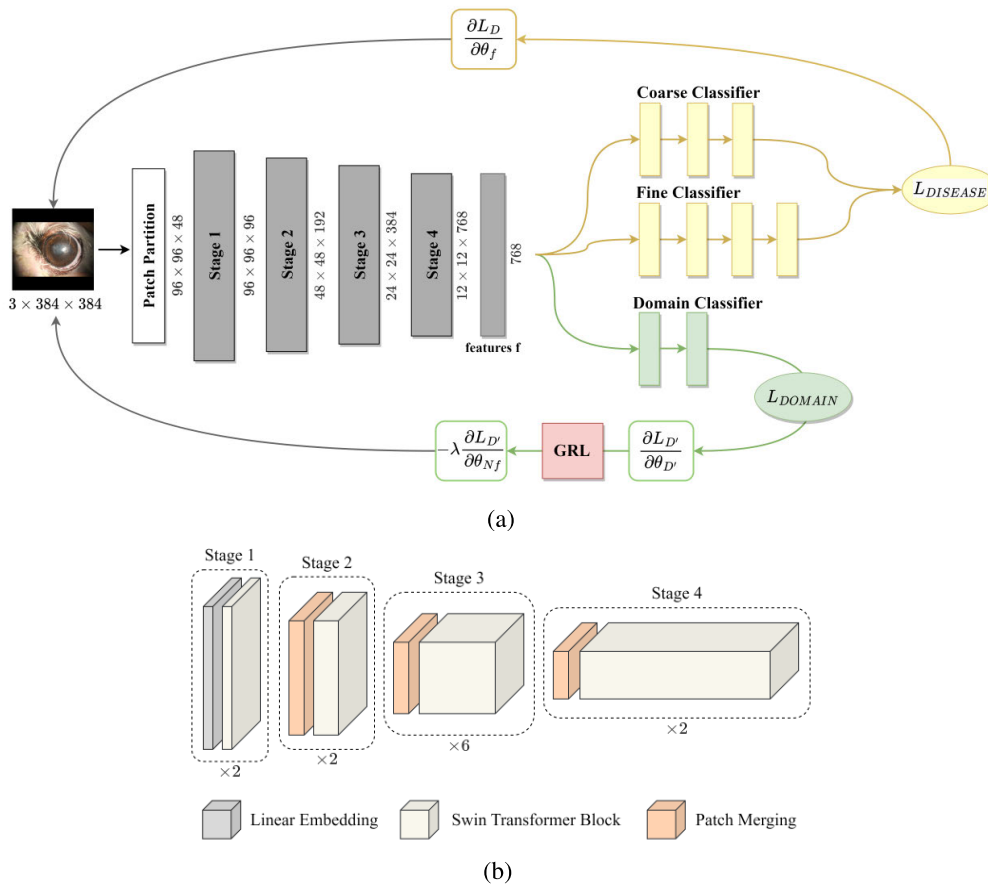 ∂L_D
∂θ_f
Coarse Classifier
Fine Classifier
L_DISEASE
3 × 384 × 384
Patch Partition
96 × 96 × 48
Stage 1
96 × 96 × 96
Stage 2
48 × 48 × 192
Stage 3
24 × 24 × 384
Stage 4
12 × 12 × 768
features f
768
Domain Classifier
L_DOMAIN
−λ ∂L_D′
∂θ_Nf
GRL
∂L_D′
∂θ_D′
(a)
Stage 1
Stage 2
Stage 3
Stage 4
×2
×2
×6
×2
Linear Embedding
Swin Transformer Block
Patch Merging
(b)